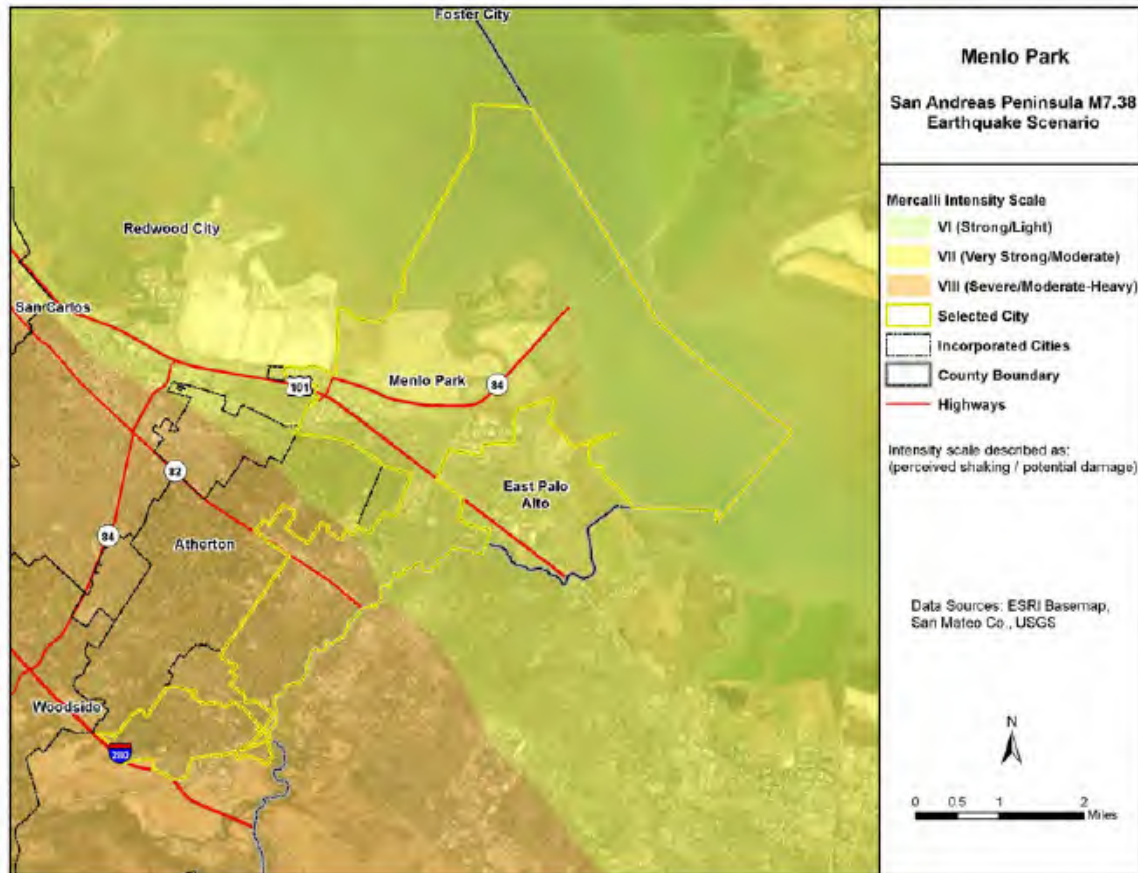 Foster City
Redwood City
San Carlos
101
Menlo Park
84
82
East Palo
Alto
84
Atherton
Woodside
280
Menlo Park
San Andreas Peninsula M7.38
Earthquake Scenario
Mercalli Intensity Scale
VI (Strong/Light)
VII (Very Strong/Moderate)
VIII (Severe/Moderate-Heavy)
Selected City
Incorporated Cities
County Boundary
Highways
Intensity scale described as:
(perceived shaking / potential damage)
Data Sources: ESRI Basemap,
San Mateo Co., USGS
N
0 0.5 1 2
Miles